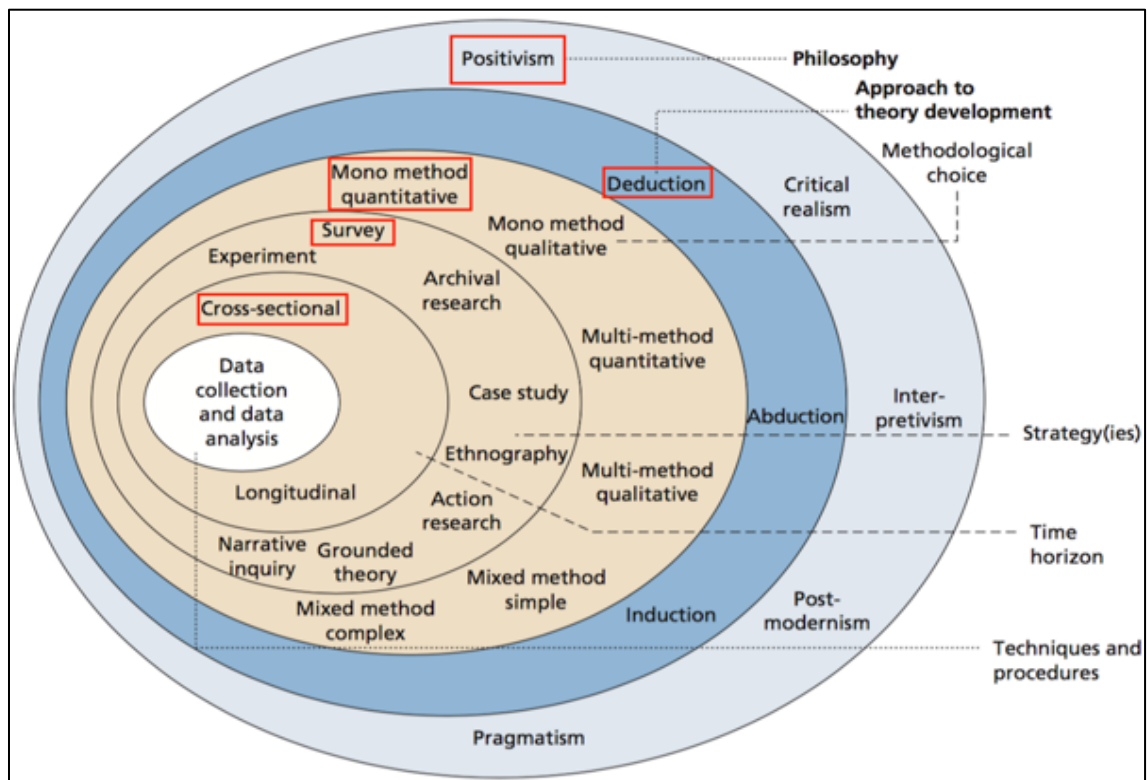 Positivism
Philosophy
Approach to
theory development
Methodological
choice
Mono method
quantitative
Deduction
Critical
realism
Survey
Mono method
qualitative
Experiment
Archival
research
Cross-sectional
Multi-method
quantitative
Data
collection
and data
analysis
Case study
Inter-
pretivism
Abduction
Strategy(ies)
Ethnography
Multi-method
qualitative
Longitudinal
Action
research
Time
horizon
Narrative
inquiry
Grounded
theory
Mixed method
simple
Mixed method
complex
Induction
Post-
modernism
Techniques and
procedures
Pragmatism